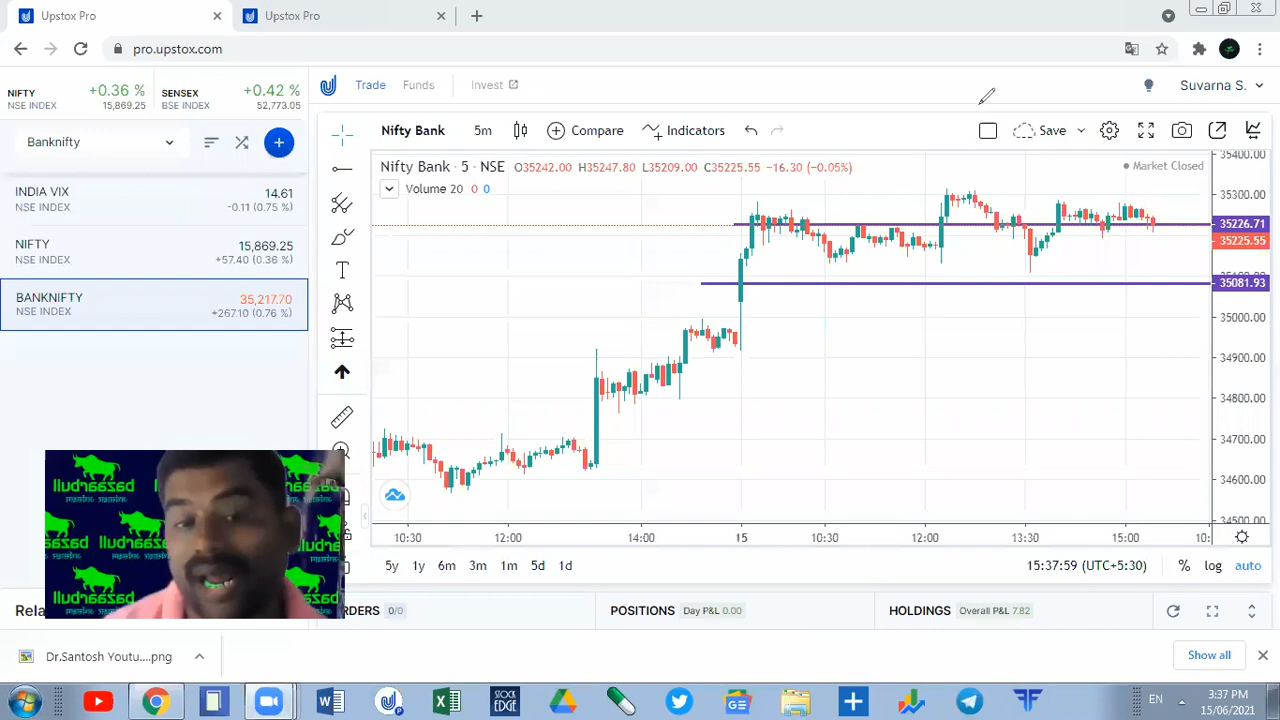 Upstox Pro
Upstox Pro
pro.upstox.com
NIFTY +0.36 %
NSE INDEX 15,869.25
SENSEX +0.42 %
BSE INDEX 52,773.05
Trade Funds Invest
Suvarna S.
Banknifty
Nifty Bank 5m Compare Indicators Save
INDIA VIX 14.61
NSE INDEX -0.11 (0.75 %)
NIFTY 15,869.25
NSE INDEX +57.40 (0.36 %)
BANKNIFTY 35,217.70
NSE INDEX +267.10 (0.76 %)
Nifty Bank · 5 · NSE O35242.00 H35247.80 L35209.00 C35225.55 −16.30 (−0.05%)
Market Closed
Volume 20 0 0
35400.00
35300.00
35226.71
35225.55
35081.93
35000.00
34900.00
34800.00
34700.00
34600.00
34500.00
10:30 12:00 14:00 15 10:30 12:00 13:30 15:00 10:
5y 1y 6m 3m 1m 5d 1d
15:37:59 (UTC+5:30) % log auto
bazaarbull
bazaarbull
bazaarbull
ORDERS 0/0
POSITIONS Day P&L 0.00
HOLDINGS Overall P&L 7.82
Dr.Santosh Youtu....png
Show all
STOCK
EDGE
EN
3:37 PM
15/06/2021